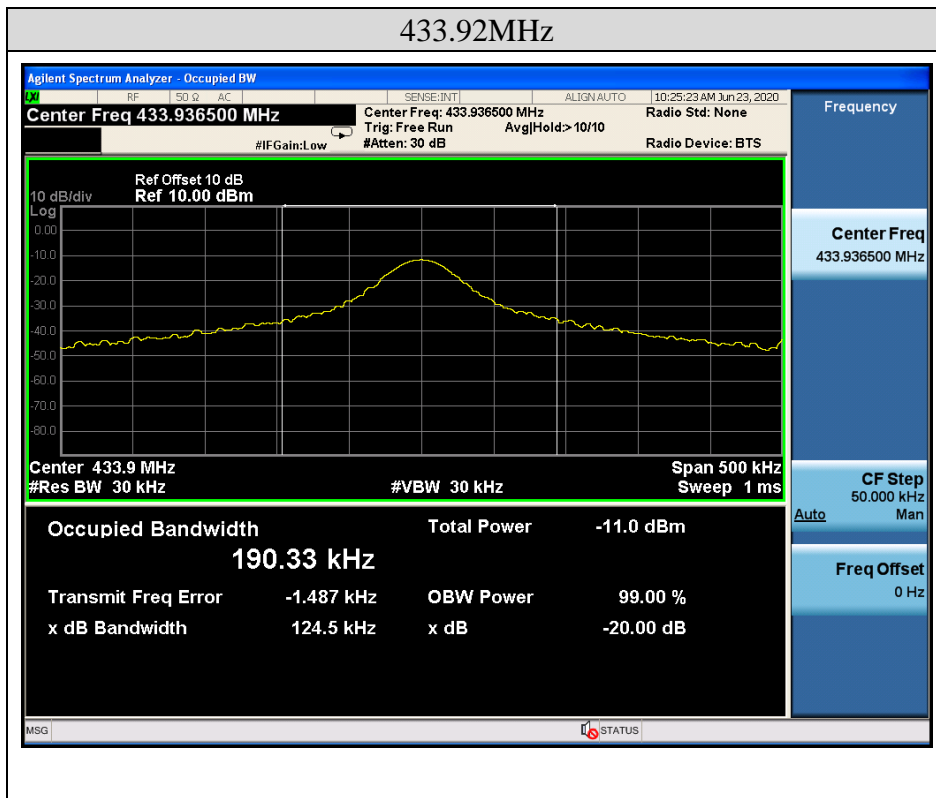 433.92MHz
Agilent Spectrum Analyzer - Occupied BW
LXI RF 50 Ω AC SENSE:INT ALIGN AUTO 10:25:23 AM Jun 23, 2020
Center Freq 433.936500 MHz
Center Freq: 433.936500 MHz Radio Std: None
Trig: Free Run Avg|Hold:> 10/10
#IFGain:Low #Atten: 30 dB Radio Device: BTS
Ref Offset 10 dB
10 dB/div Ref 10.00 dBm
Log
0.00
-10.0
-20.0
-30.0
-40.0
-50.0
-60.0
-70.0
-80.0
Center 433.9 MHz Span 500 kHz
#Res BW 30 kHz #VBW 30 kHz Sweep 1 ms
Occupied Bandwidth Total Power -11.0 dBm
190.33 kHz
Transmit Freq Error -1.487 kHz OBW Power 99.00 %
x dB Bandwidth 124.5 kHz x dB -20.00 dB
Frequency
Center Freq
433.936500 MHz
CF Step
50.000 kHz
Auto Man
Freq Offset
0 Hz
MSG STATUS